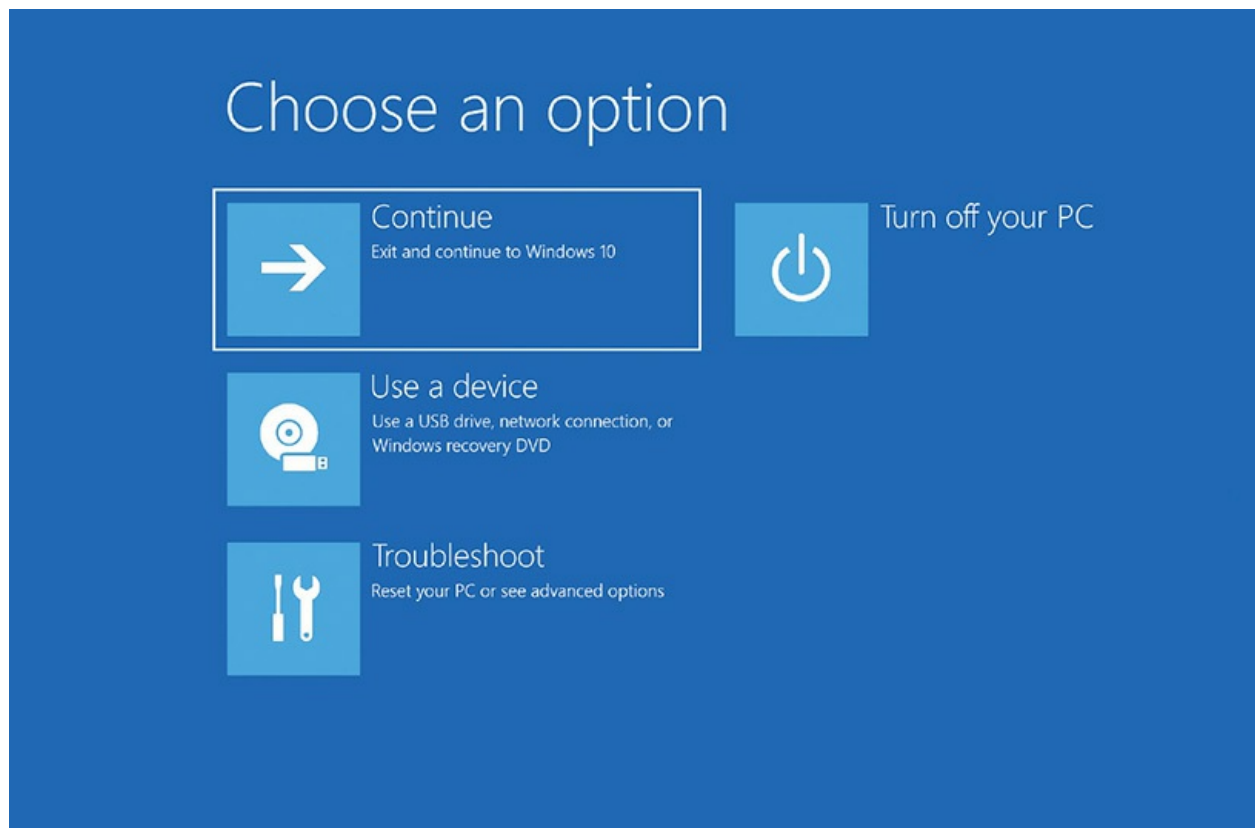 Choose an option
Continue
Exit and continue to Windows 10
Use a device
Use a USB drive, network connection, or
Windows recovery DVD
Troubleshoot
Reset your PC or see advanced options
Turn off your PC